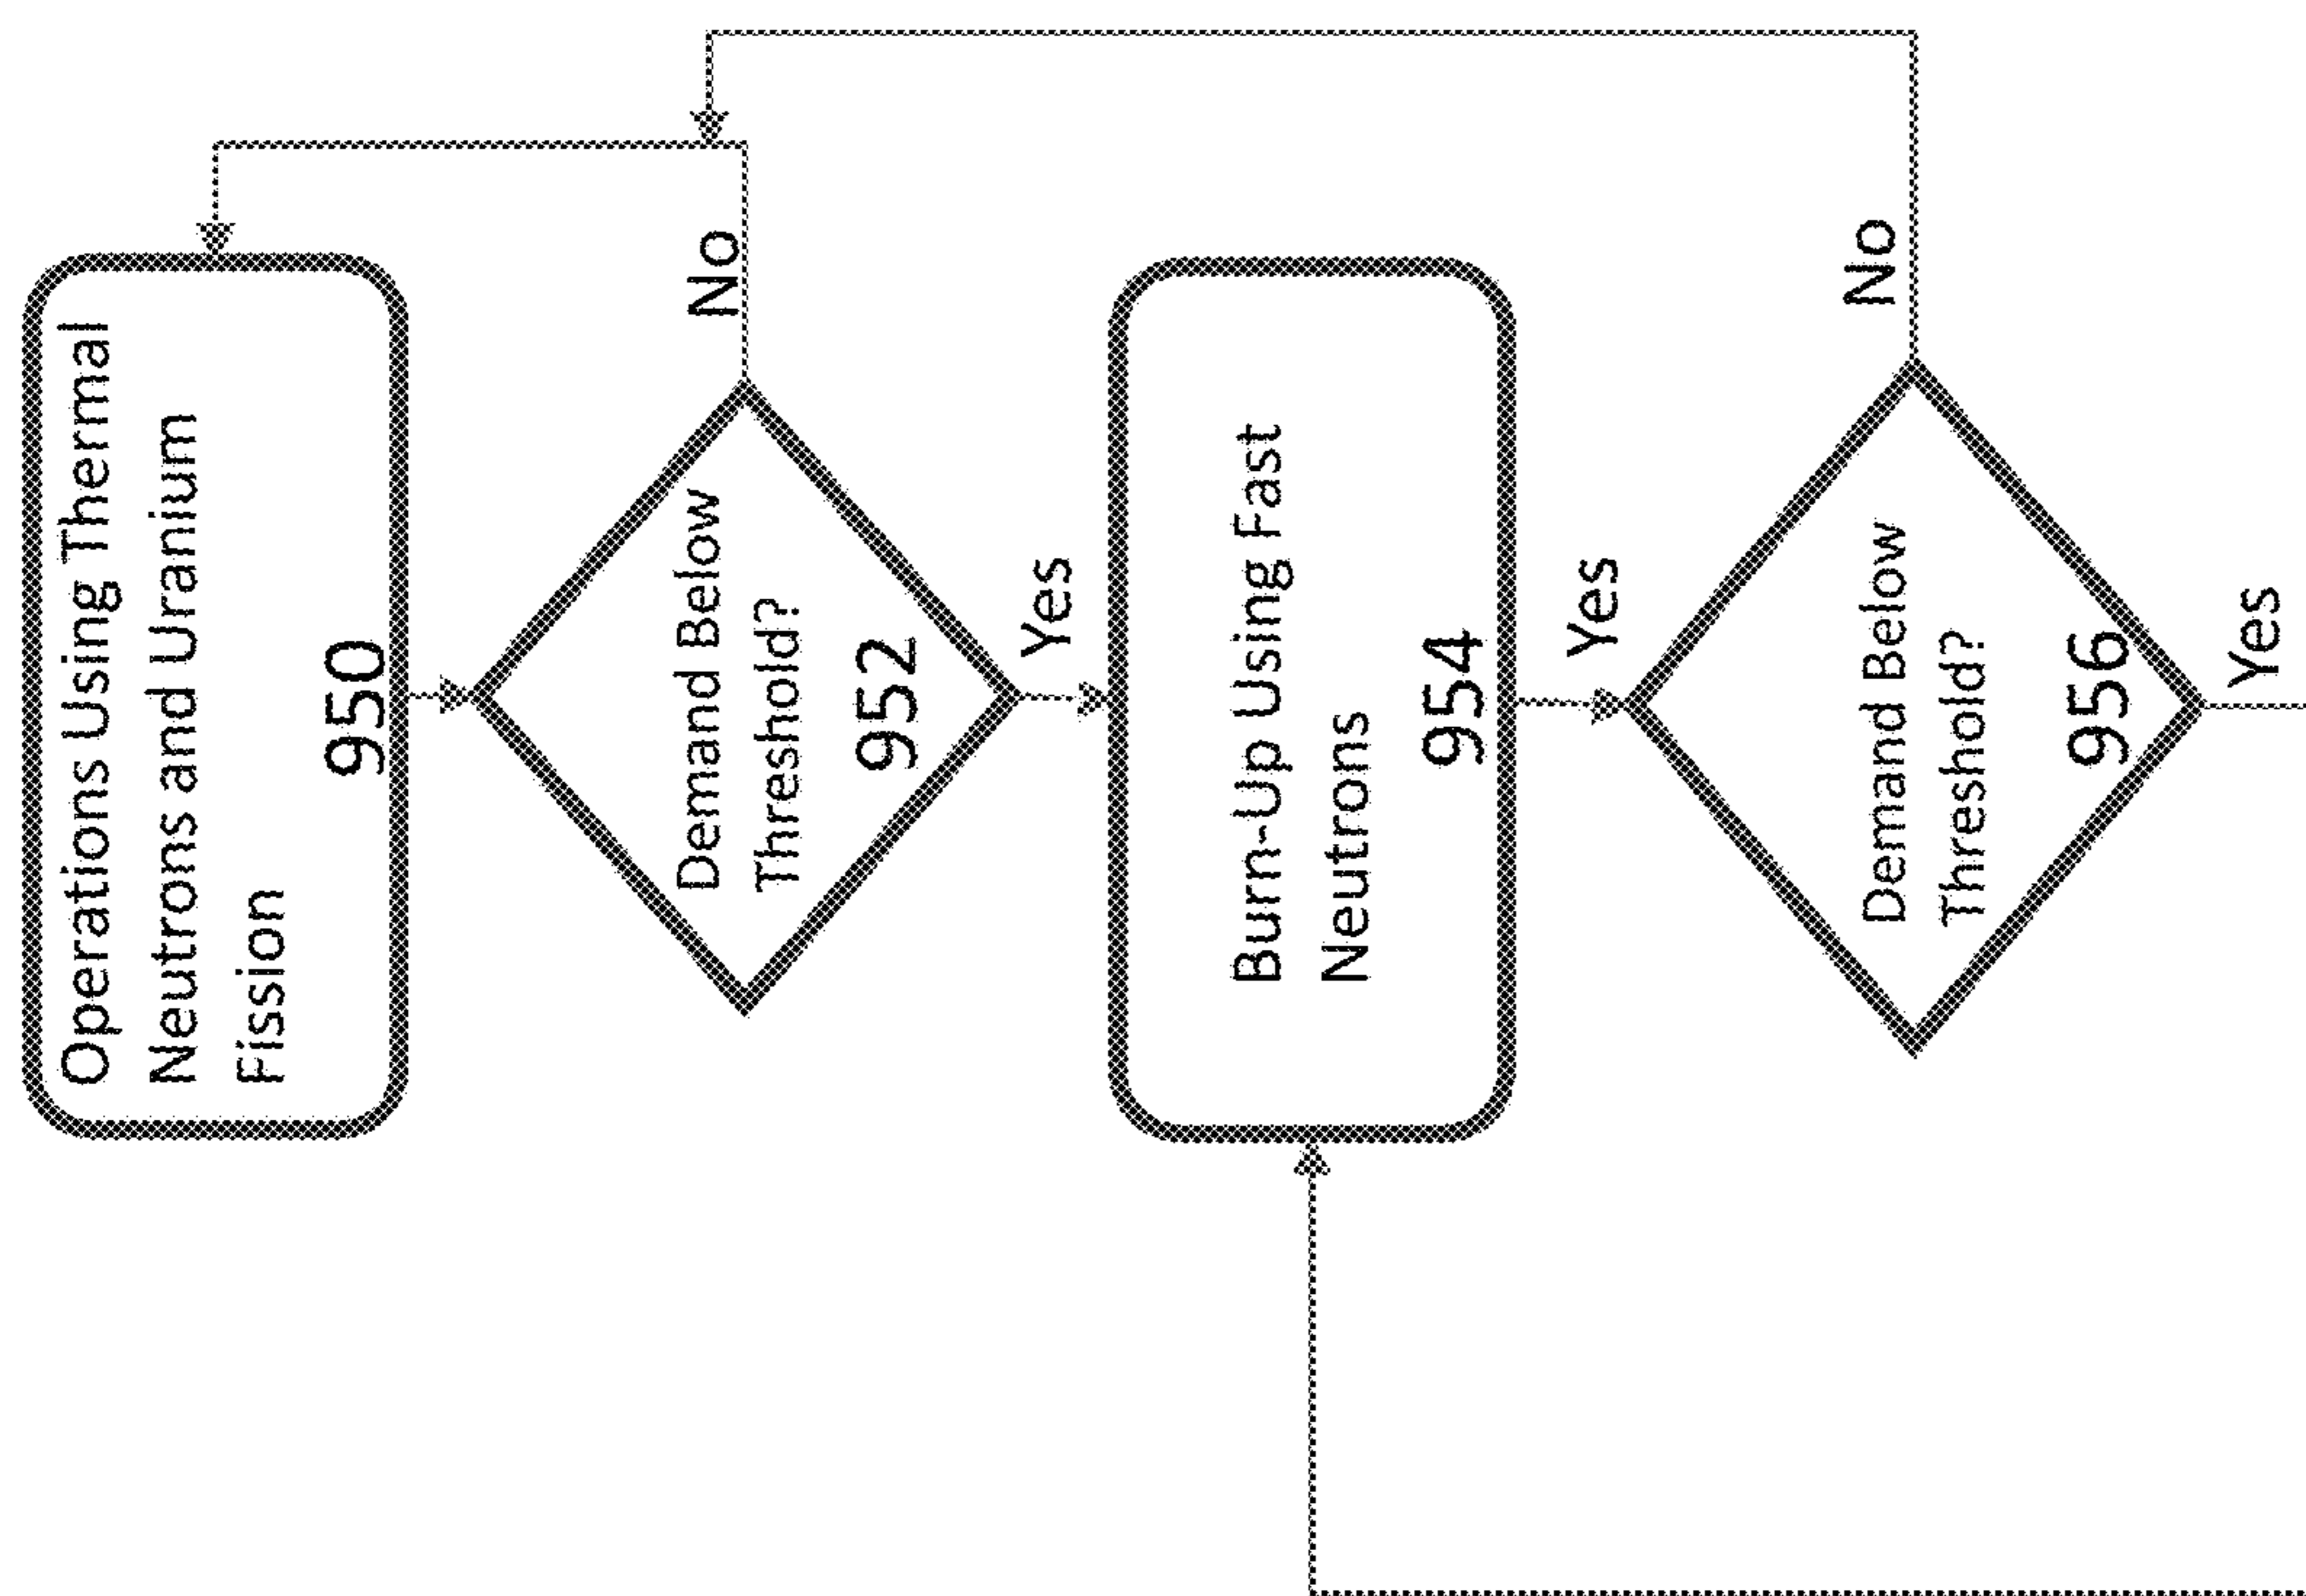 Operations Using Thermal
Neutrons and Uranium
Fission
950
Demand Below
Threshold?
952
No
Yes
Burn-Up Using Fast
Neutrons
954
Yes
Demand Below
Threshold?
956
No
Yes